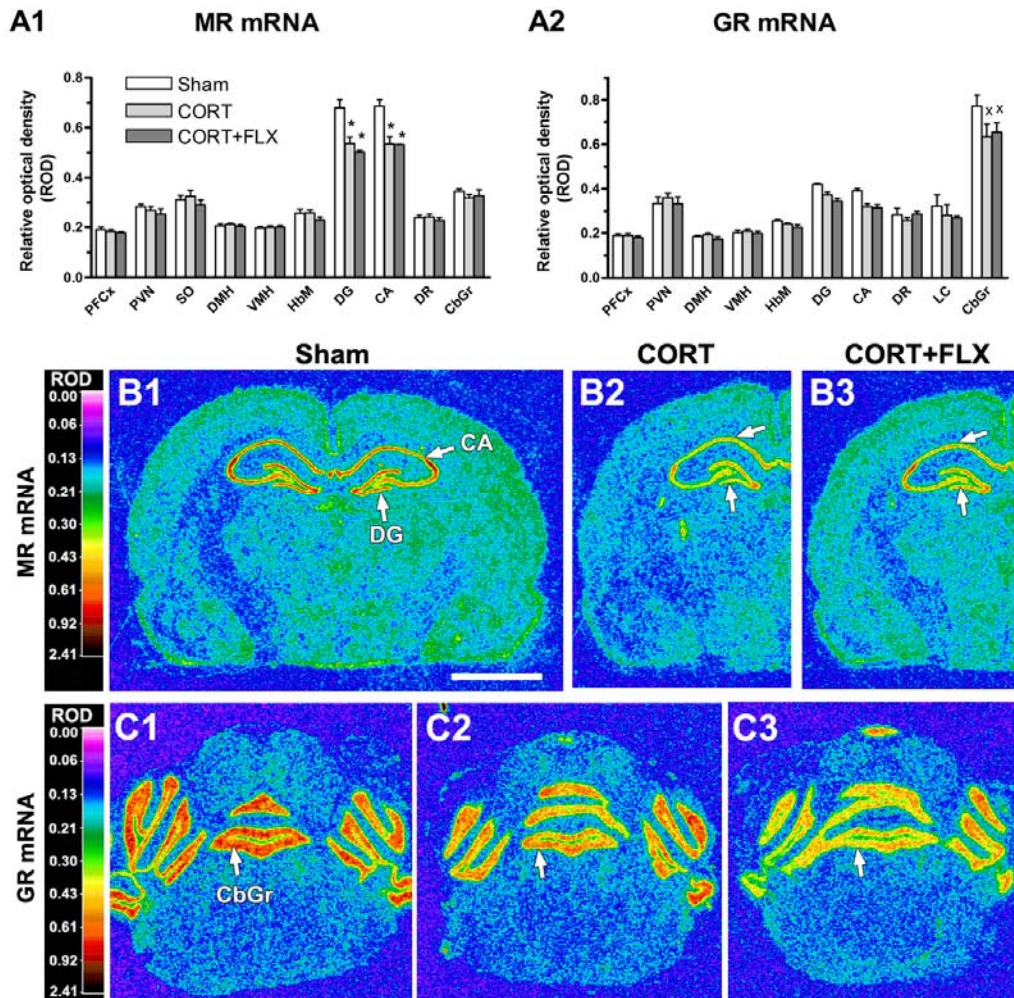 A1 MR mRNA
A2 GR mRNA
Relative optical density
(ROD)
0.8
0.6
0.4
0.2
0.0
Sham
CORT
CORT+FLX
* * * *
PFCx PVN SO DMH VMH HbM DG CA DR CbGr
Relative optical density
(ROD)
0.8
0.6
0.4
0.2
0.0
x x
PFCx PVN DMH VMH HbM DG CA DR LC CbGr
Sham CORT CORT+FLX
MR mRNA
ROD
0.00
0.06
0.13
0.21
0.30
0.43
0.61
0.92
2.41
B1
CA
DG
B2
B3
GR mRNA
ROD
0.00
0.06
0.13
0.21
0.30
0.43
0.61
0.92
2.41
C1
CbGr
C2
C3